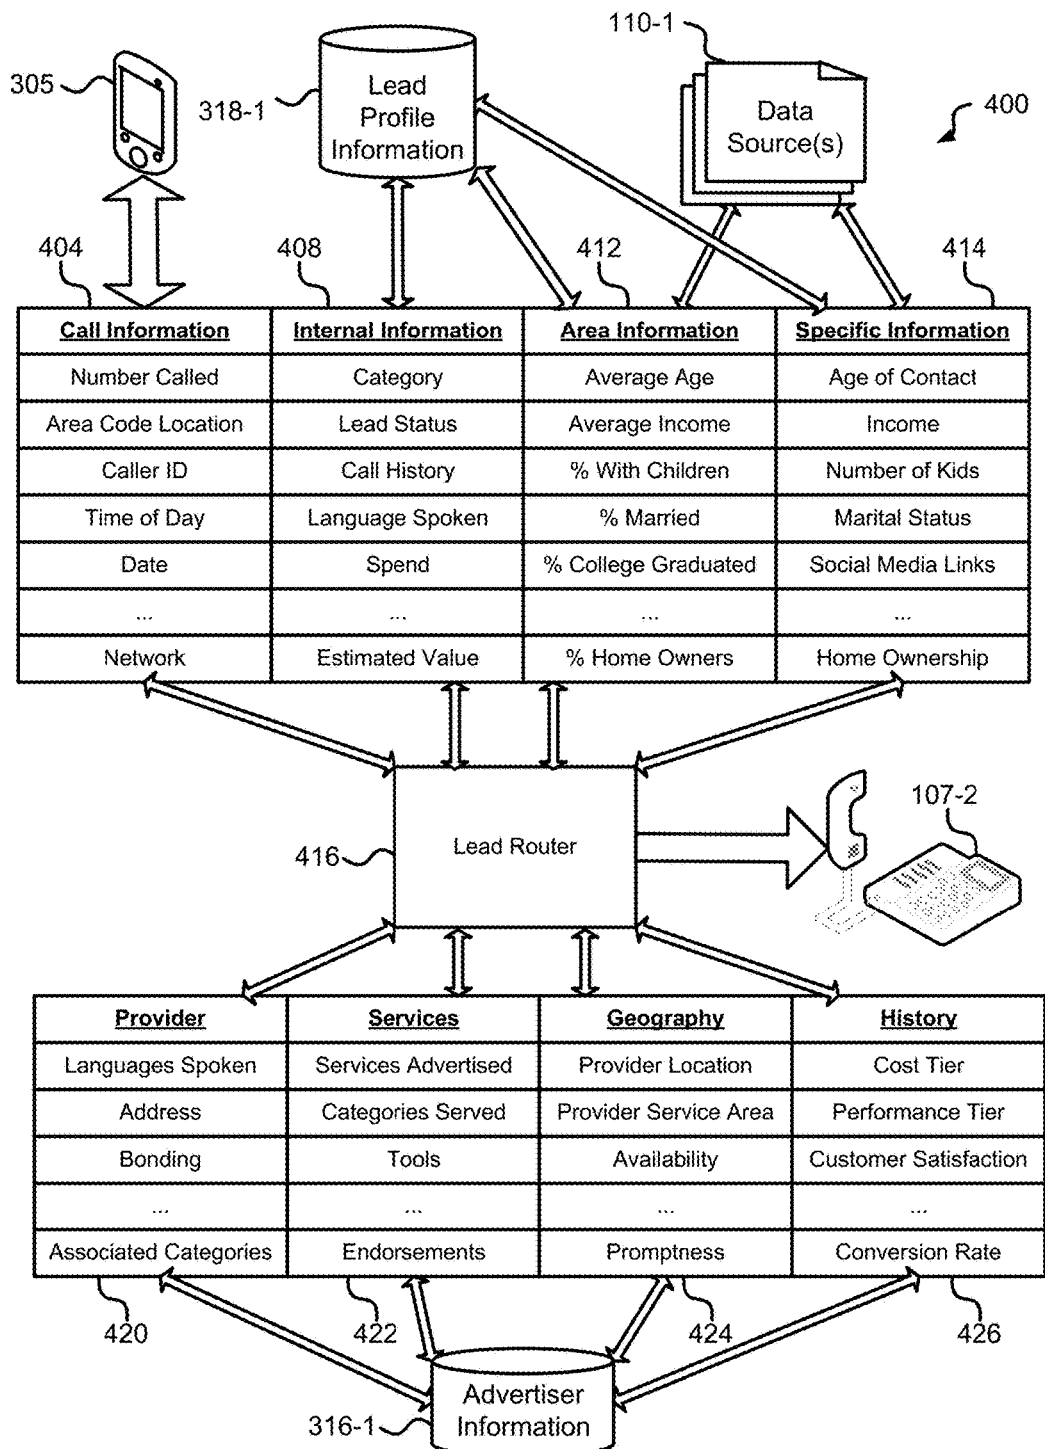 110-1
305
318-1
Lead
Profile
Information
Data
Source(s)
400
404
408
412
414
Call Information
Internal Information
Area Information
Specific Information
Number Called
Category
Average Age
Age of Contact
Area Code Location
Lead Status
Average Income
Income
Caller ID
Call History
% With Children
Number of Kids
Time of Day
Language Spoken
% Married
Marital Status
Date
Spend
% College Graduated
Social Media Links
...
...
...
...
Network
Estimated Value
% Home Owners
Home Ownership
107-2
416
Lead Router
Provider
Services
Geography
History
Languages Spoken
Services Advertised
Provider Location
Cost Tier
Address
Categories Served
Provider Service Area
Performance Tier
Bonding
Tools
Availability
Customer Satisfaction
...
...
...
...
Associated Categories
Endorsements
Promptness
Conversion Rate
420
422
424
426
316-1
Advertiser
Information